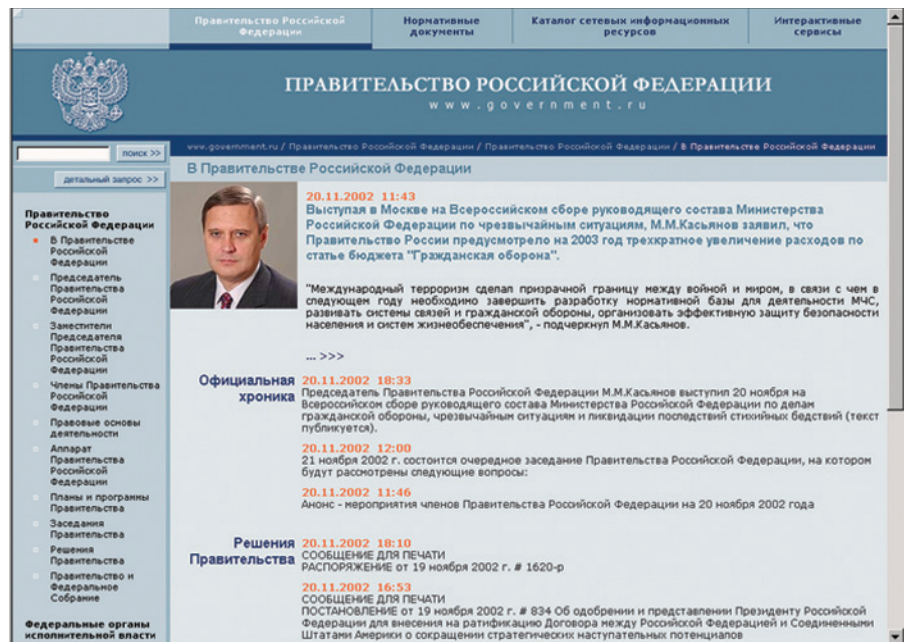 Правительство Российской
Федерации
Нормативные
документы
Каталог сетевых информационных
ресурсов
Интерактивные
сервисы
ПРАВИТЕЛЬСТВО РОССИЙСКОЙ ФЕДЕРАЦИИ
www.government.ru
поиск >>
детальный запрос >>
www.government.ru / Правительство Российской Федерации / Правительство Российской Федерации / В Правительстве Российской Федерации
Правительство
Российской Федерации
В Правительстве
Российской
Федерации
Председатель
Правительства
Российской
Федерации
Заместители
Председателя
Правительства
Российской
Федерации
Члены Правительства
Российской
Федерации
Правовые основы
деятельности
Аппарат
Правительства
Российской
Федерации
Планы и программы
Правительства
Заседания
Правительства
Решения
Правительства
Правительство и
Федеральное
Собрание
Федеральные органы
исполнительной власти
В Правительстве Российской Федерации
20.11.2002 11:43
Выступая в Москве на Всероссийском сборе руководящего состава Министерства
Российской Федерации по чрезвычайным ситуациям, М.М.Касьянов заявил, что
Правительство России предусмотрело на 2003 год трехкратное увеличение расходов по
статье бюджета "Гражданская оборона".
"Международный терроризм сделал призрачной границу между войной и миром, в связи с чем в
следующем году необходимо завершить разработку нормативной базы для деятельности МЧС,
развивать системы связей и гражданской обороны, организовать эффективную защиту безопасности
населения и систем жизнеобеспечения", - подчеркнул М.М.Касьянов.
... >>>
Официальная
хроника
20.11.2002 18:33
Председатель Правительства Российской Федерации М.М.Касьянов выступил 20 ноября на
Всероссийском сборе руководящего состава Министерства Российской Федерации по делам
гражданской обороны, чрезвычайным ситуациям и ликвидации последствий стихийных бедствий (текст
публикуется).
20.11.2002 12:00
21 ноября 2002 г. состоится очередное заседание Правительства Российской Федерации, на котором
будут рассмотрены следующие вопросы:
20.11.2002 11:46
Анонс - мероприятия членов Правительства Российской Федерации на 20 ноября 2002 года
Решения
Правительства
20.11.2002 18:10
СООБЩЕНИЕ ДЛЯ ПЕЧАТИ
РАСПОРЯЖЕНИЕ от 19 ноября 2002 г. # 1620-р
20.11.2002 16:53
СООБЩЕНИЕ ДЛЯ ПЕЧАТИ
ПОСТАНОВЛЕНИЕ от 19 ноября 2002 г. # 834 Об одобрении и представлении Президенту Российской
Федерации для внесения на ратификацию Договора между Российской Федерацией и Соединенными
Штатами Америки о сокращении стратегических наступательных потенциалов